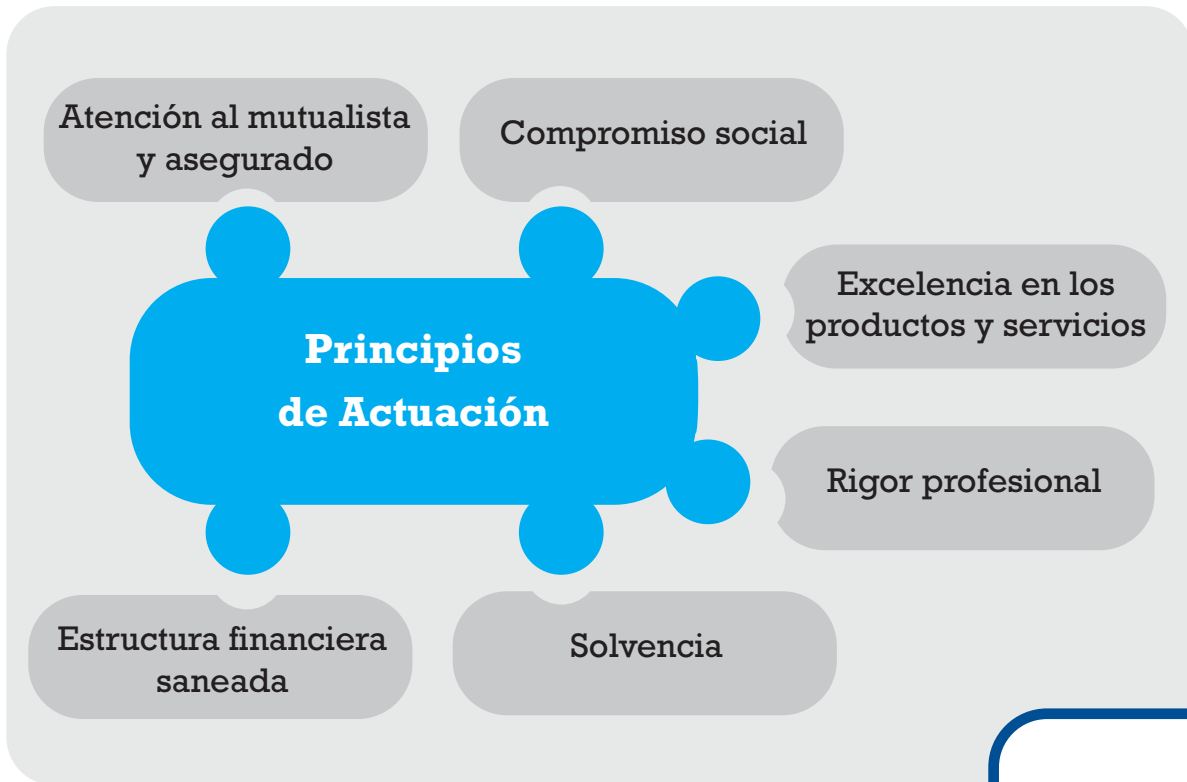 Atención al mutualista
y asegurado
Compromiso social
Excelencia en los
productos y servicios
Principios
de Actuación
Rigor profesional
Estructura financiera
saneada
Solvencia